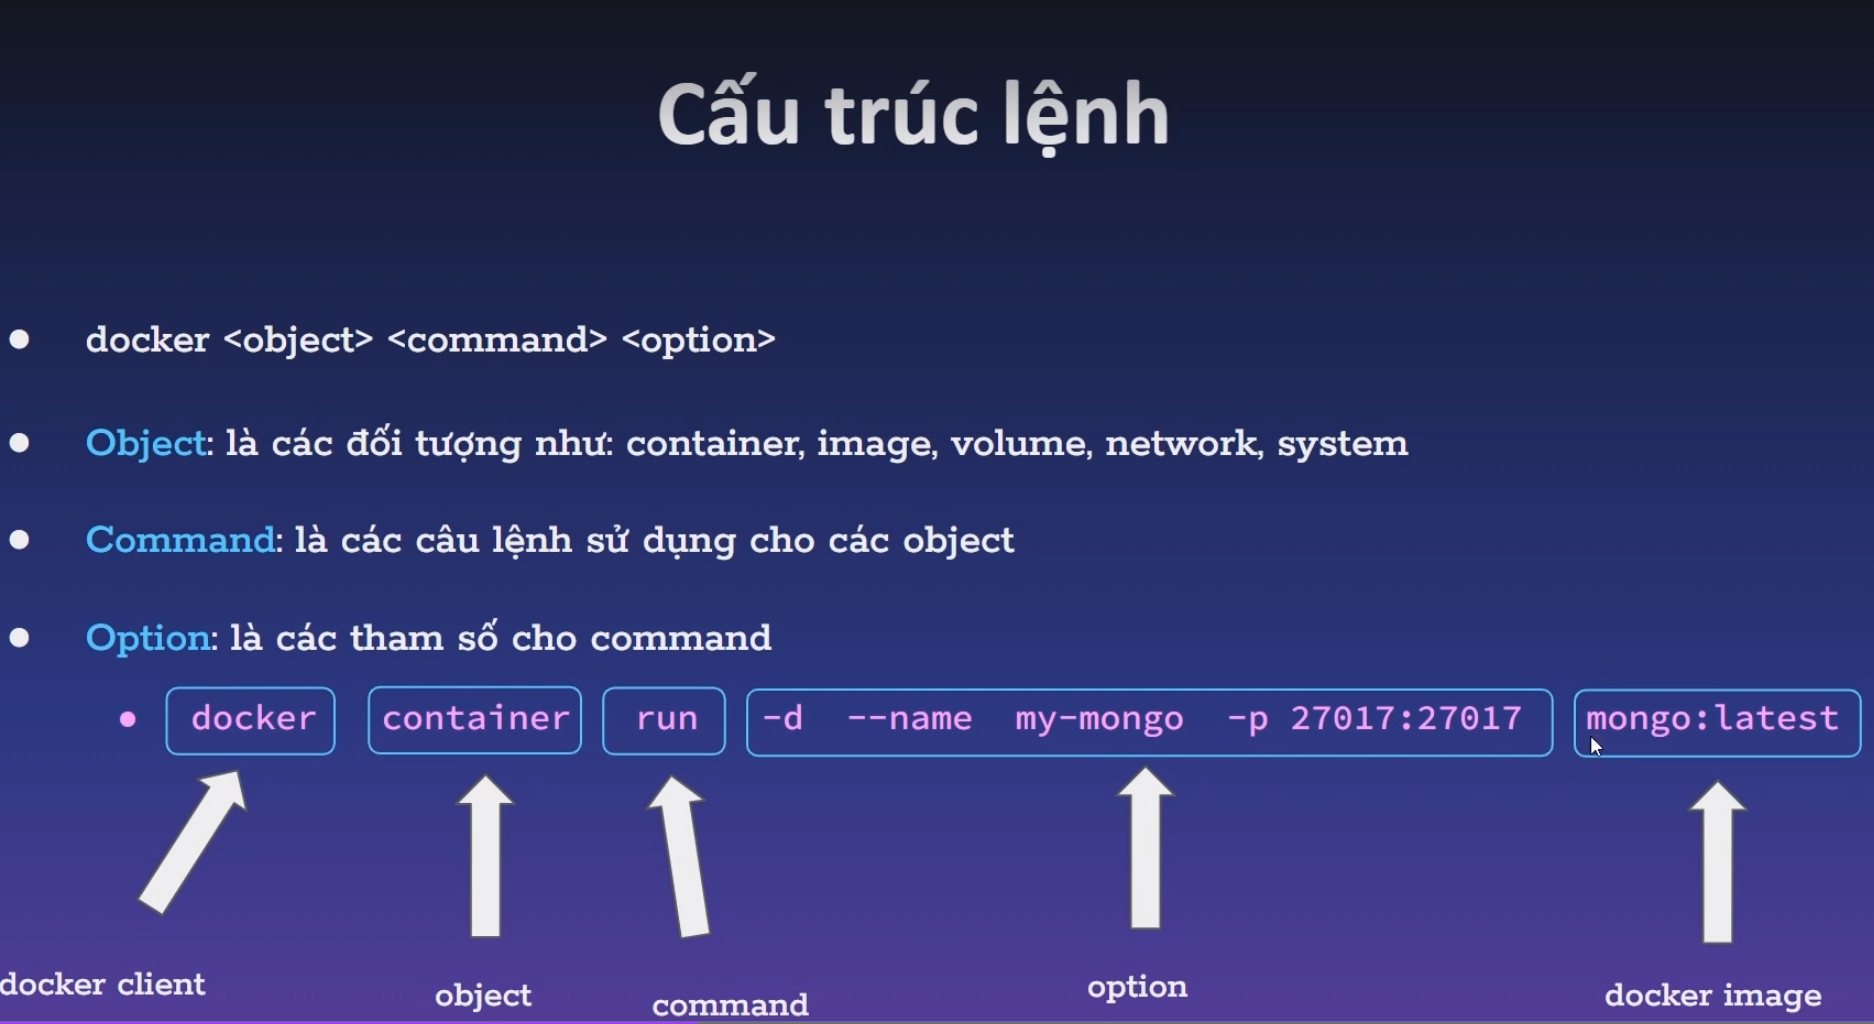 Cấu trúc lệnh
docker <object> <command> <option>
Object: là các đối tượng như: container, image, volume, network, system
Command: là các câu lệnh sử dụng cho các object
Option: là các tham số cho command
docker container run -d --name my-mongo -p 27017:27017 mongo:latest
docker client object command option docker image